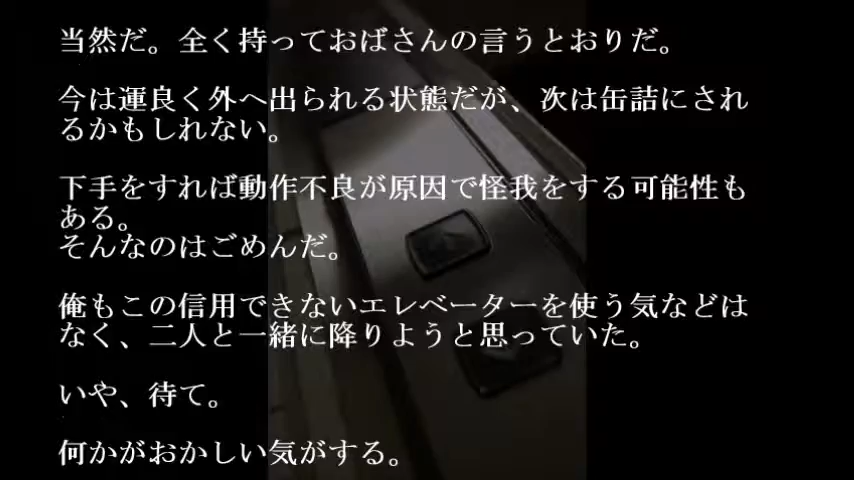 当然だ。全く持っておばさんの言うとおりだ。
今は運良く外へ出られる状態だが、次は缶詰にされ
るかもしれない。
下手をすれば動作不良が原因で怪我をする可能性も
ある。
そんなのはごめんだ。
俺もこの信用できないエレベーターを使う気などは
なく、二人と一緒に降りようと思っていた。
いや、待て。
何かがおかしい気がする。